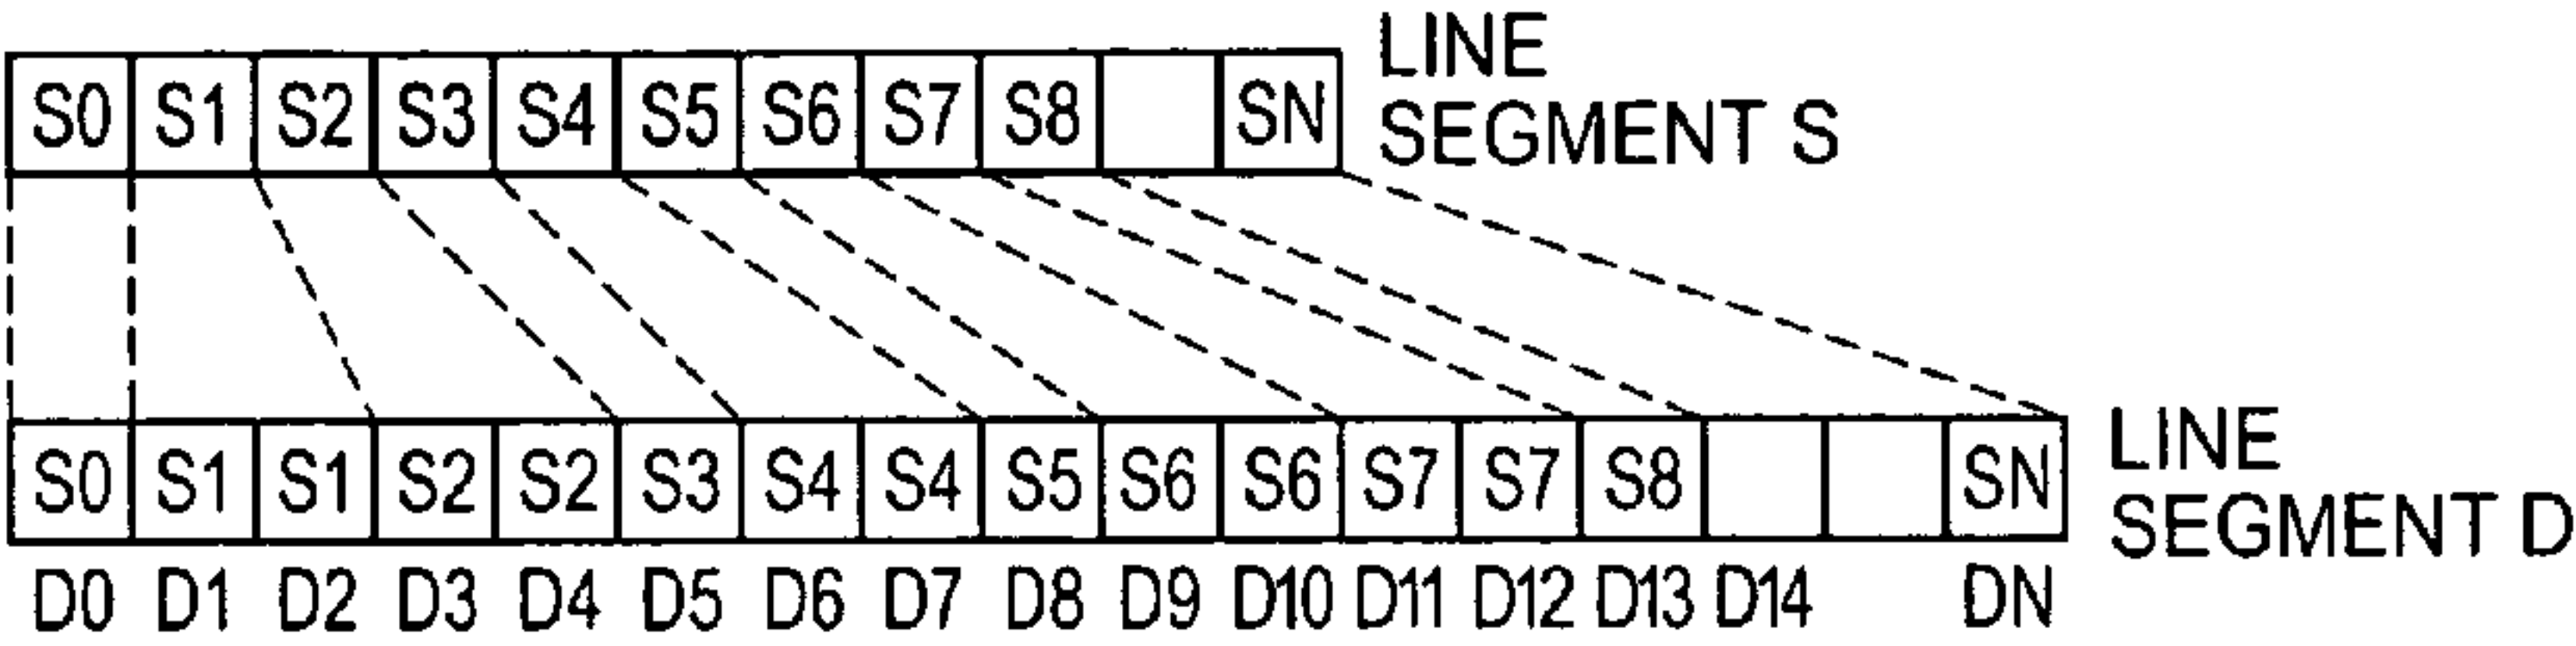 S0 S1 S2 S3 S4 S5 S6 S7 S8 SN
LINE
SEGMENT S
S0 S1 S1 S2 S2 S3 S4 S4 S5 S6 S6 S7 S7 S8 SN
LINE
SEGMENT D
D0 D1 D2 D3 D4 D5 D6 D7 D8 D9 D10 D11 D12 D13 D14 DN